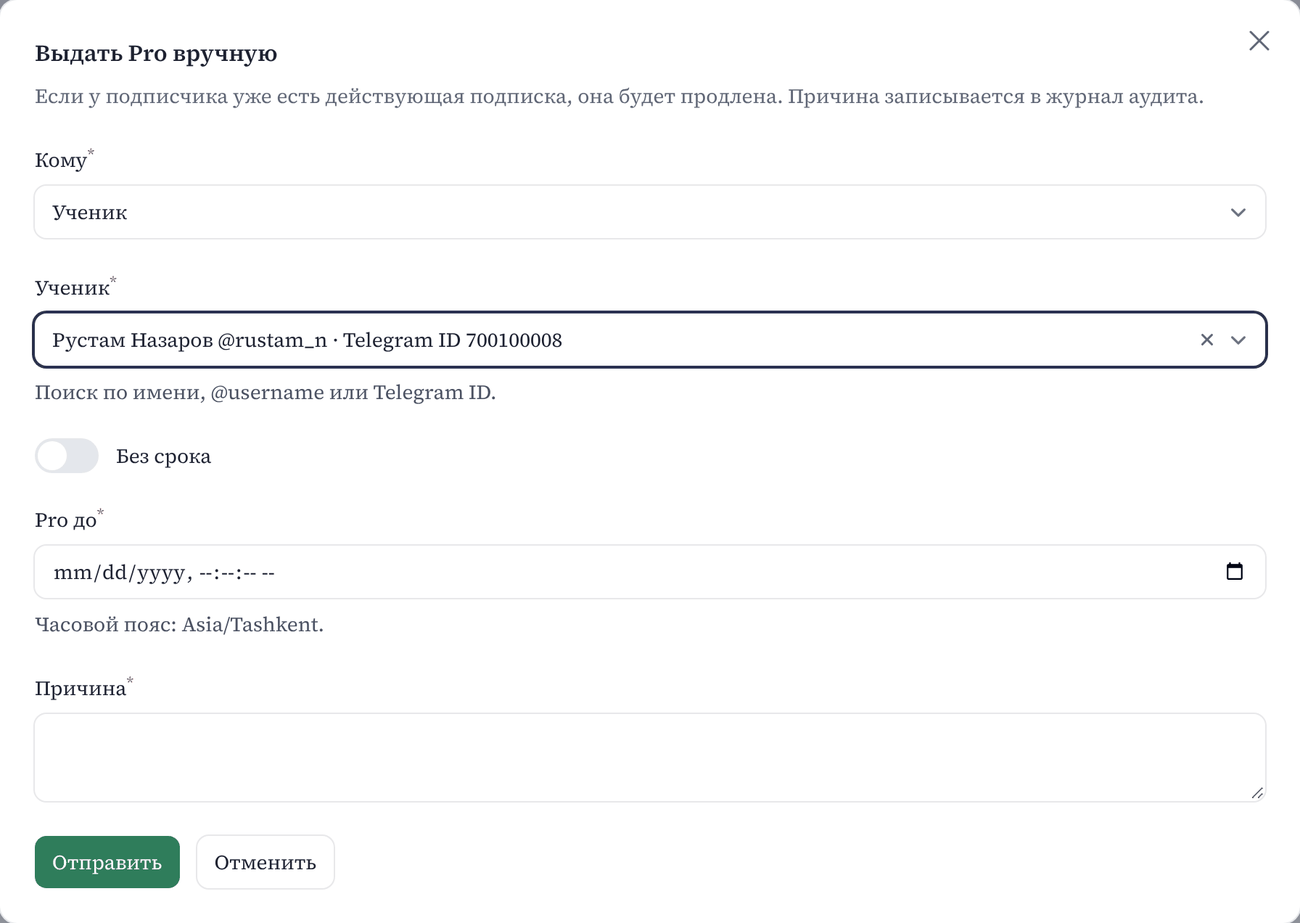 Выдать Pro вручную
Если у подписчика уже есть действующая подписка, она будет продлена. Причина записывается в журнал аудита.
Кому*
Ученик
Ученик*
Рустам Назаров @rustam_n · Telegram ID 700100008
Поиск по имени, @username или Telegram ID.
Без срока
Pro до*
mm/dd/yyyy, --:--:-- --
Часовой пояс: Asia/Tashkent.
Причина*
Отправить
Отменить